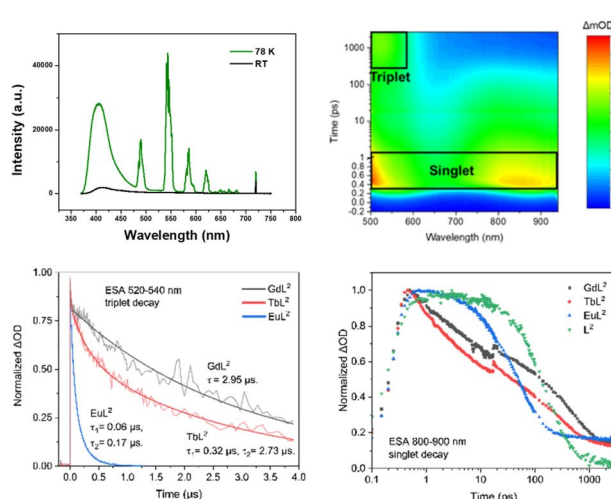 78 K
RT
Intensity (a.u.)
40000
20000
0
350 400 450 500 550 600 650 700 750 800
Wavelength (nm)
ΔmOD
Time (ps)
1000
100
10
1.4
1.2
1.0
0.8
0.6
0.4
0.2
0.0
-0.2
Triplet
Singlet
500 600 700 800 900
Wavelength (nm)
Normalized ΔOD
1.00
0.75
0.50
0.25
0.00
ESA 520-540 nm
triplet decay
GdL²
TbL²
EuL²
GdL²
τ = 2.95 μs.
EuL²
τ₁ = 0.06 μs,
τ₂ = 0.17 μs.
TbL²
τ₁ = 0.32 μs, τ₂ = 2.73 μs.
0.0 0.5 1.0 1.5 2.0 2.5 3.0 3.5 4.0
Time (μs)
Normalized ΔOD
1.0
0.8
0.6
0.4
0.2
0.0
GdL²
TbL²
EuL²
L²
ESA 800-900 nm
singlet decay
0.1 1 10 100 1000
Time (ps)